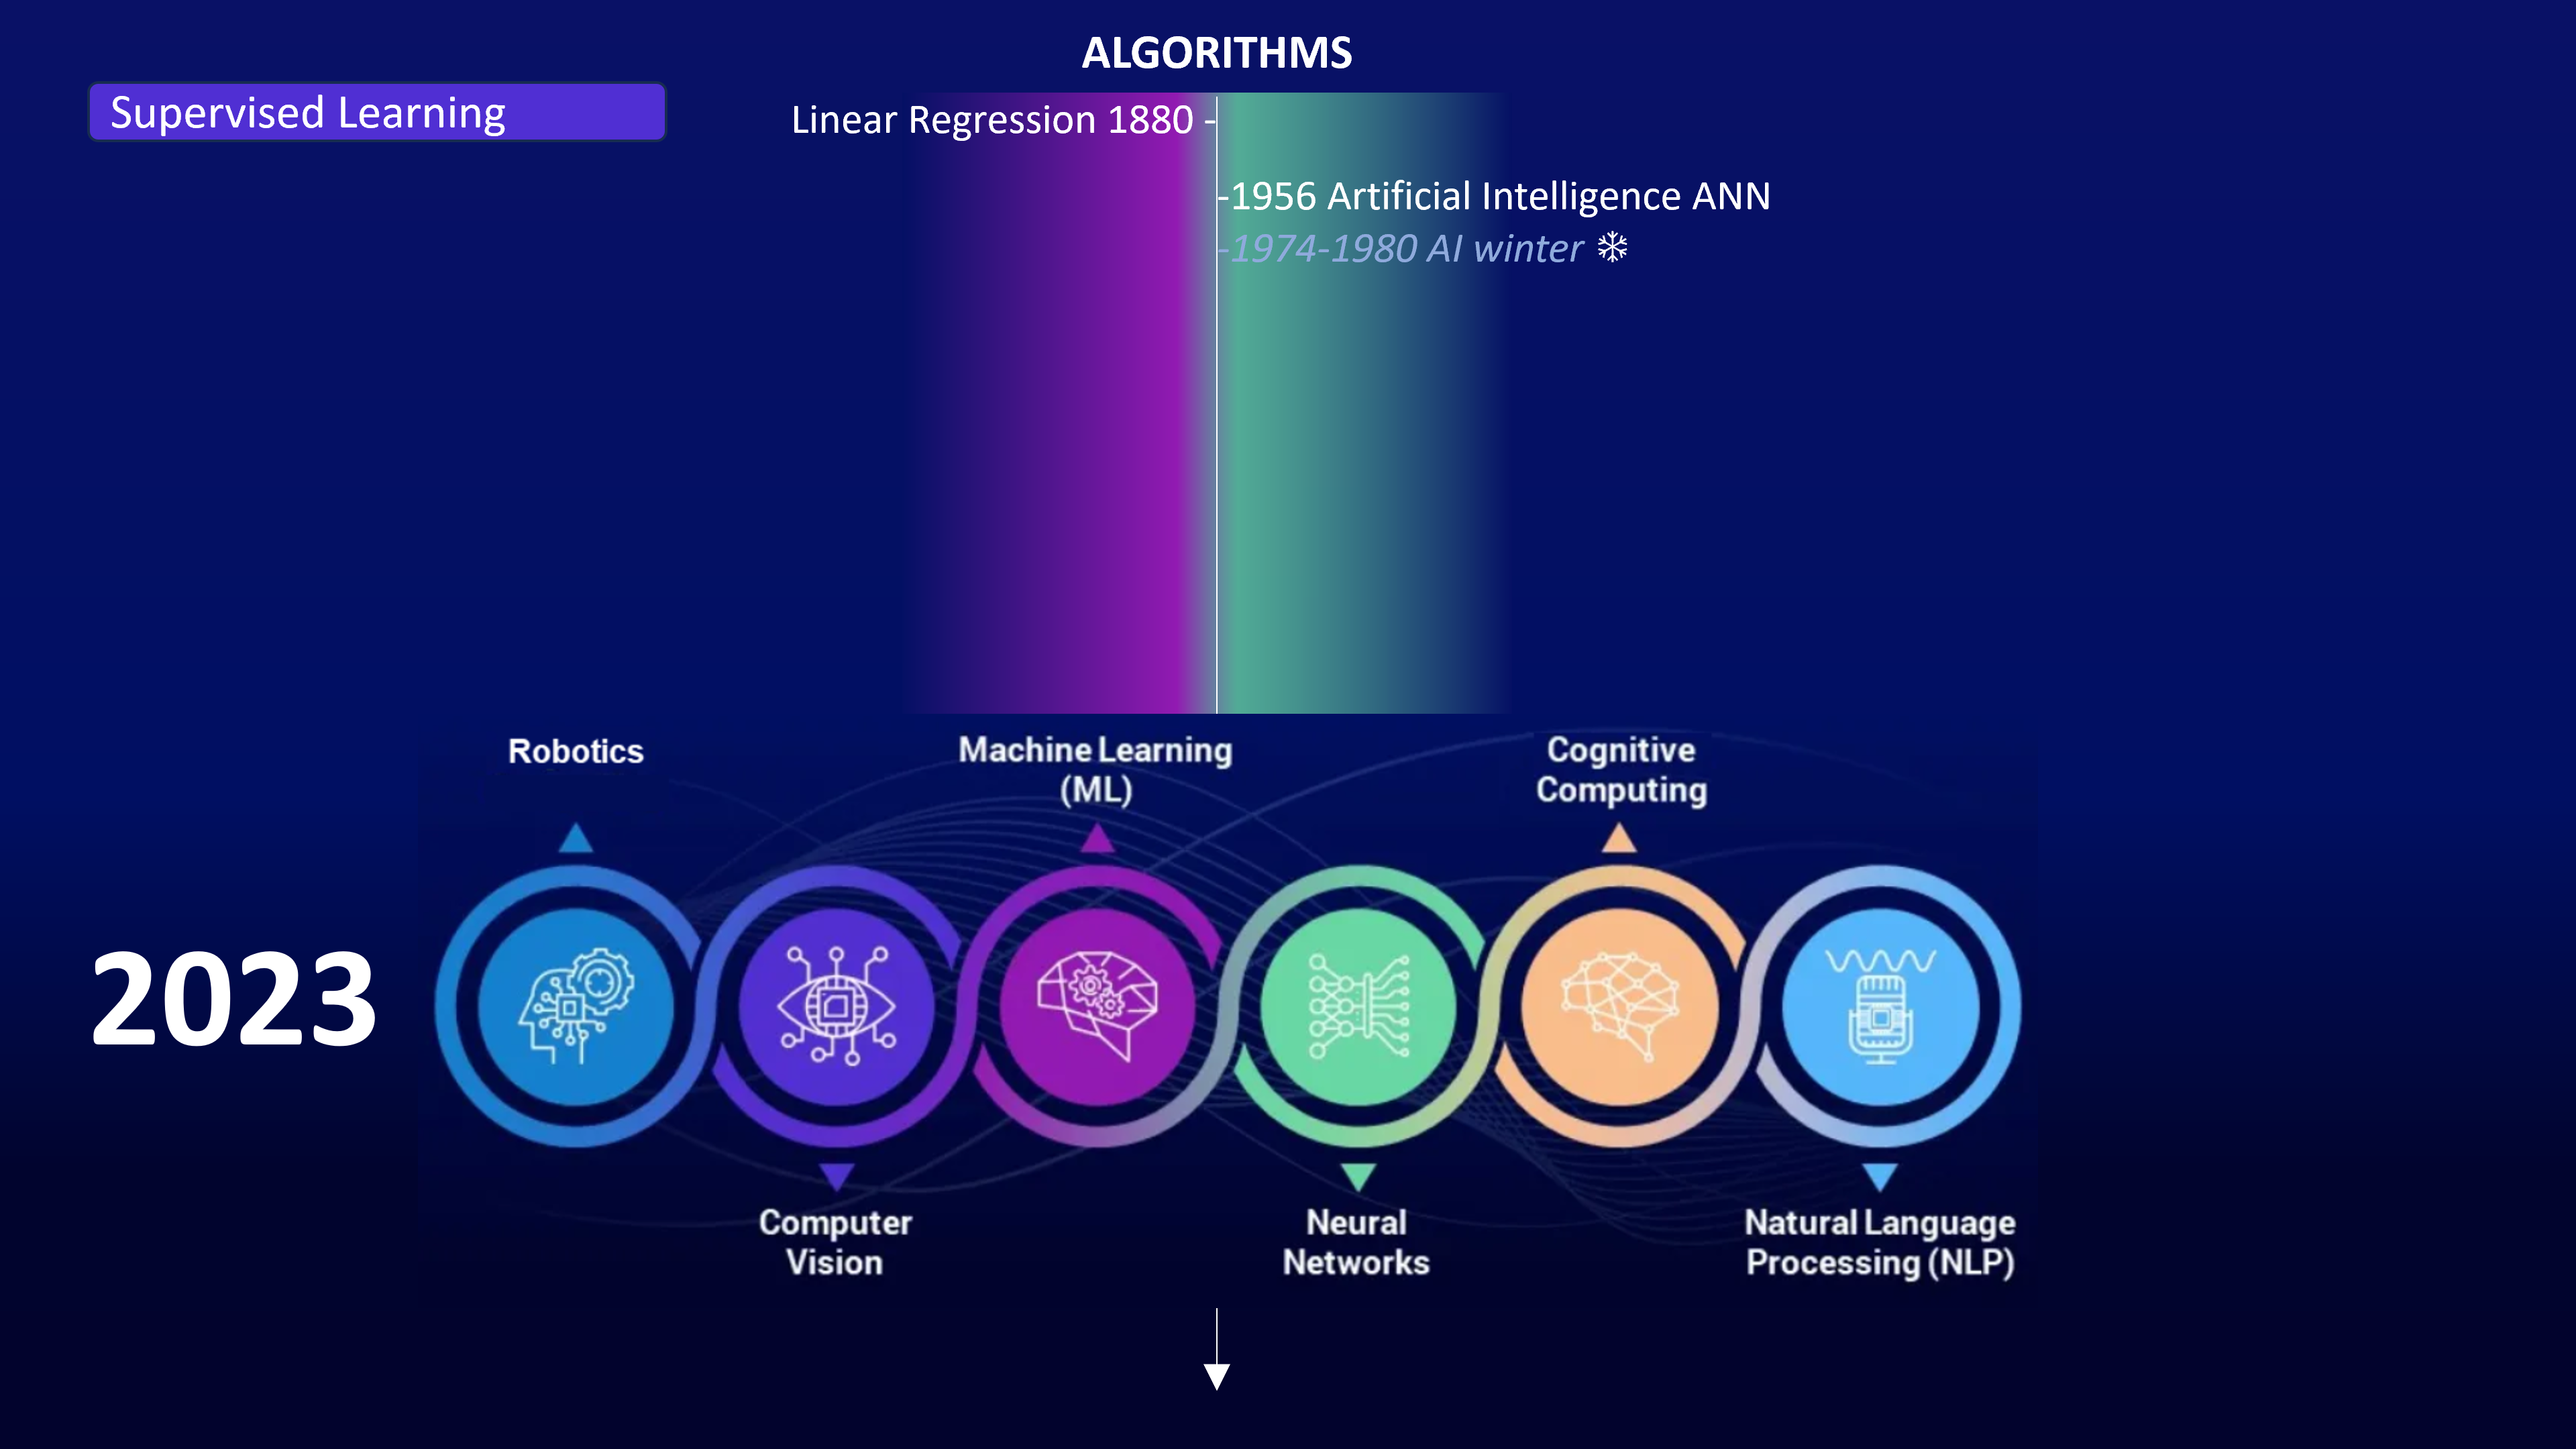 ALGORITHMS
Supervised Learning
Linear Regression 1880 -
-1956 Artificial Intelligence ANN
-1974-1980 AI winter ❄
Robotics
Machine Learning
(ML)
Cognitive
Computing
2023
Computer
Vision
Neural
Networks
Natural Language
Processing (NLP)